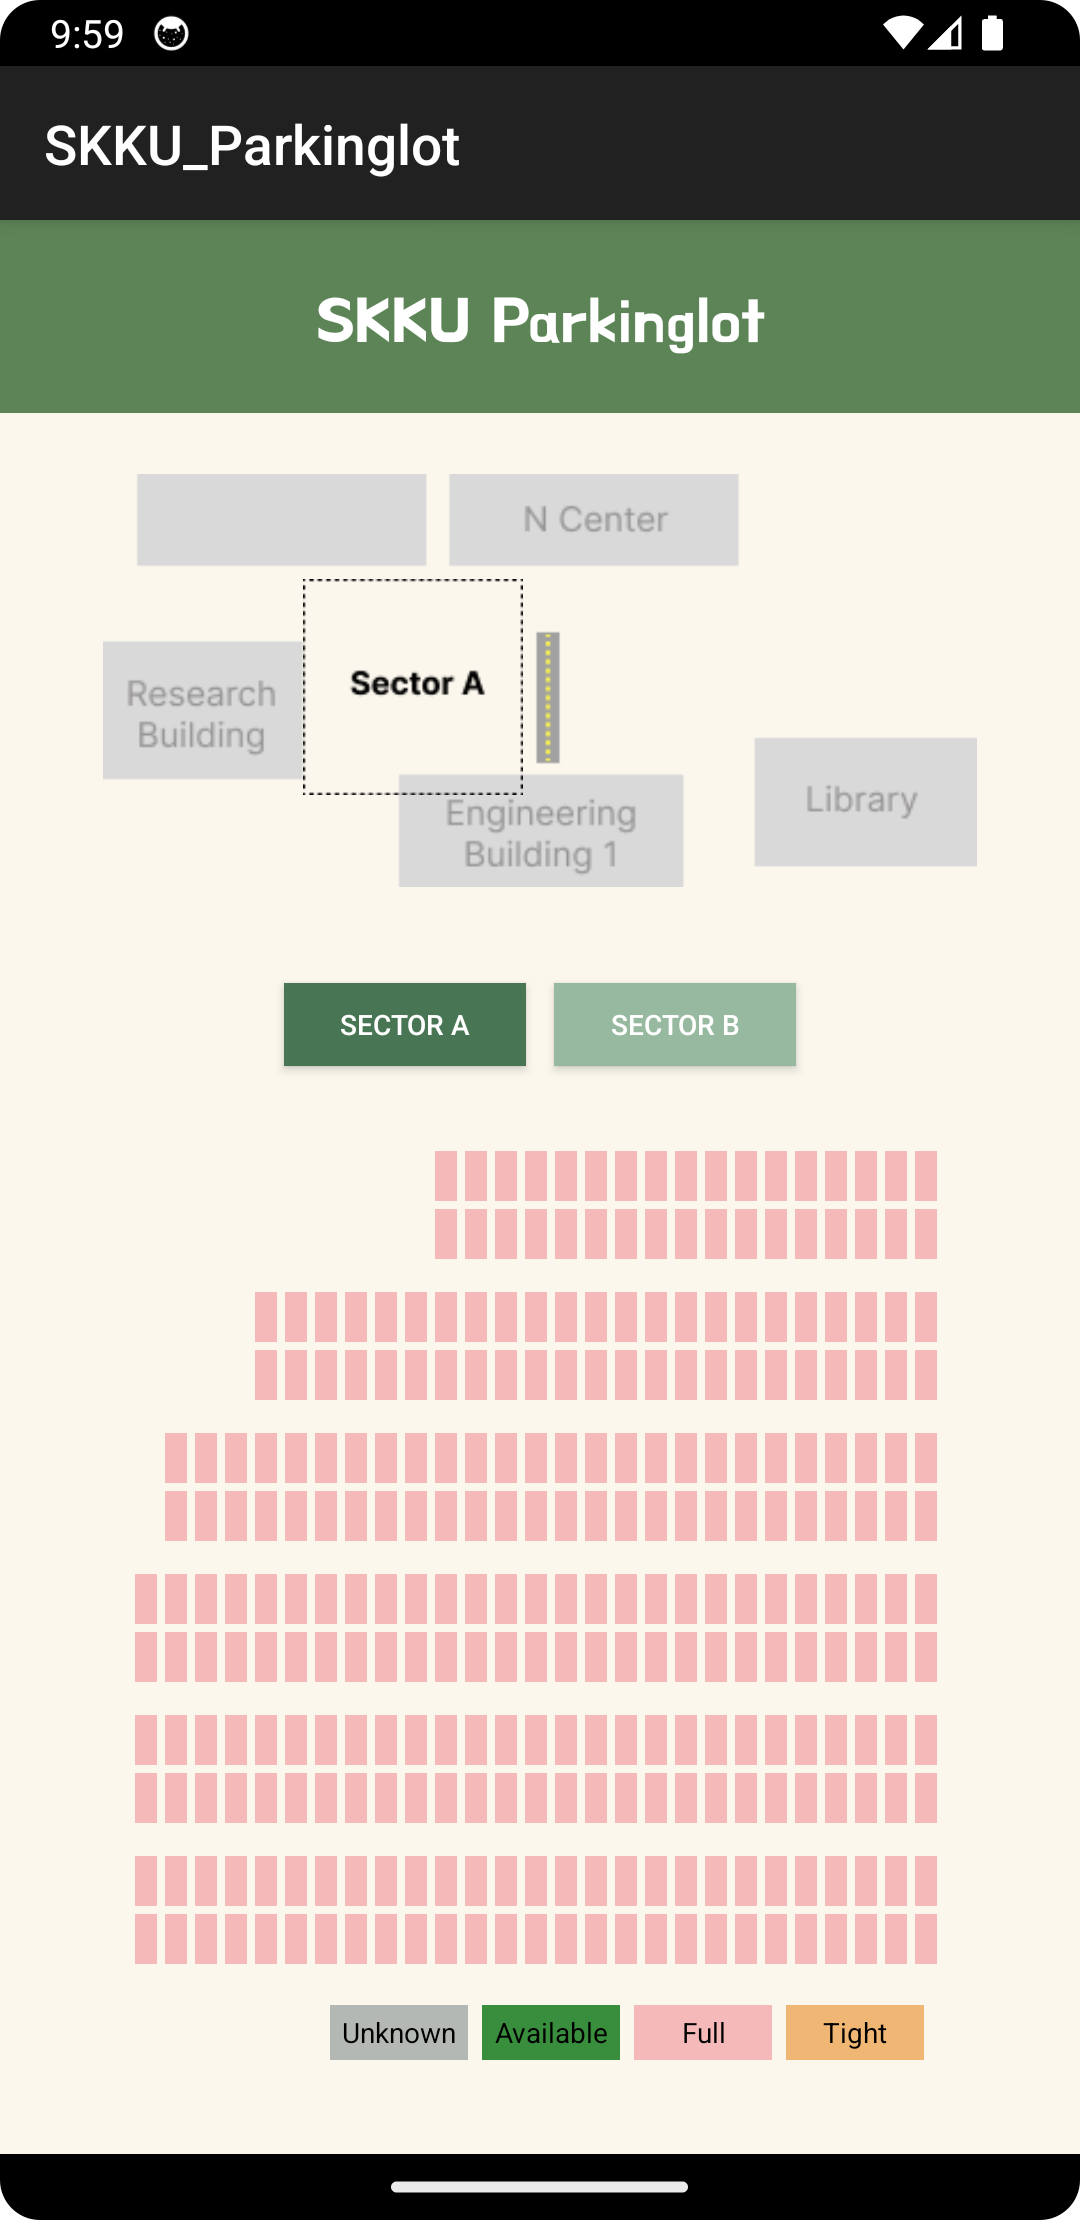 9:59
SKKU_Parkinglot
SKKU Parkinglot
N Center
Research
Building
Sector A
Engineering
Building 1
Library
SECTOR A
SECTOR B
Unknown
Available
Full
Tight